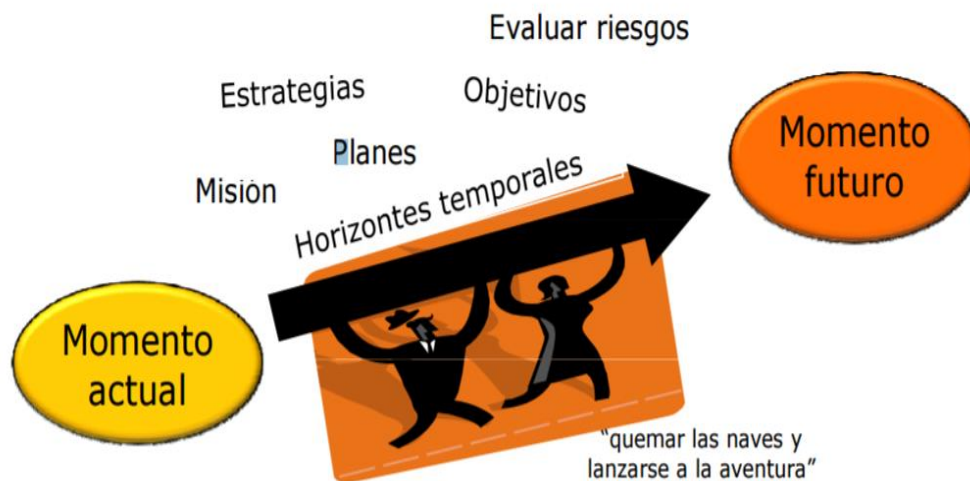 Evaluar riesgos
Estrategias
Objetivos
Planes
Misión
Horizontes temporales
Momento
futuro
Momento
actual
“quemar las naves y
lanzarse a la aventura”